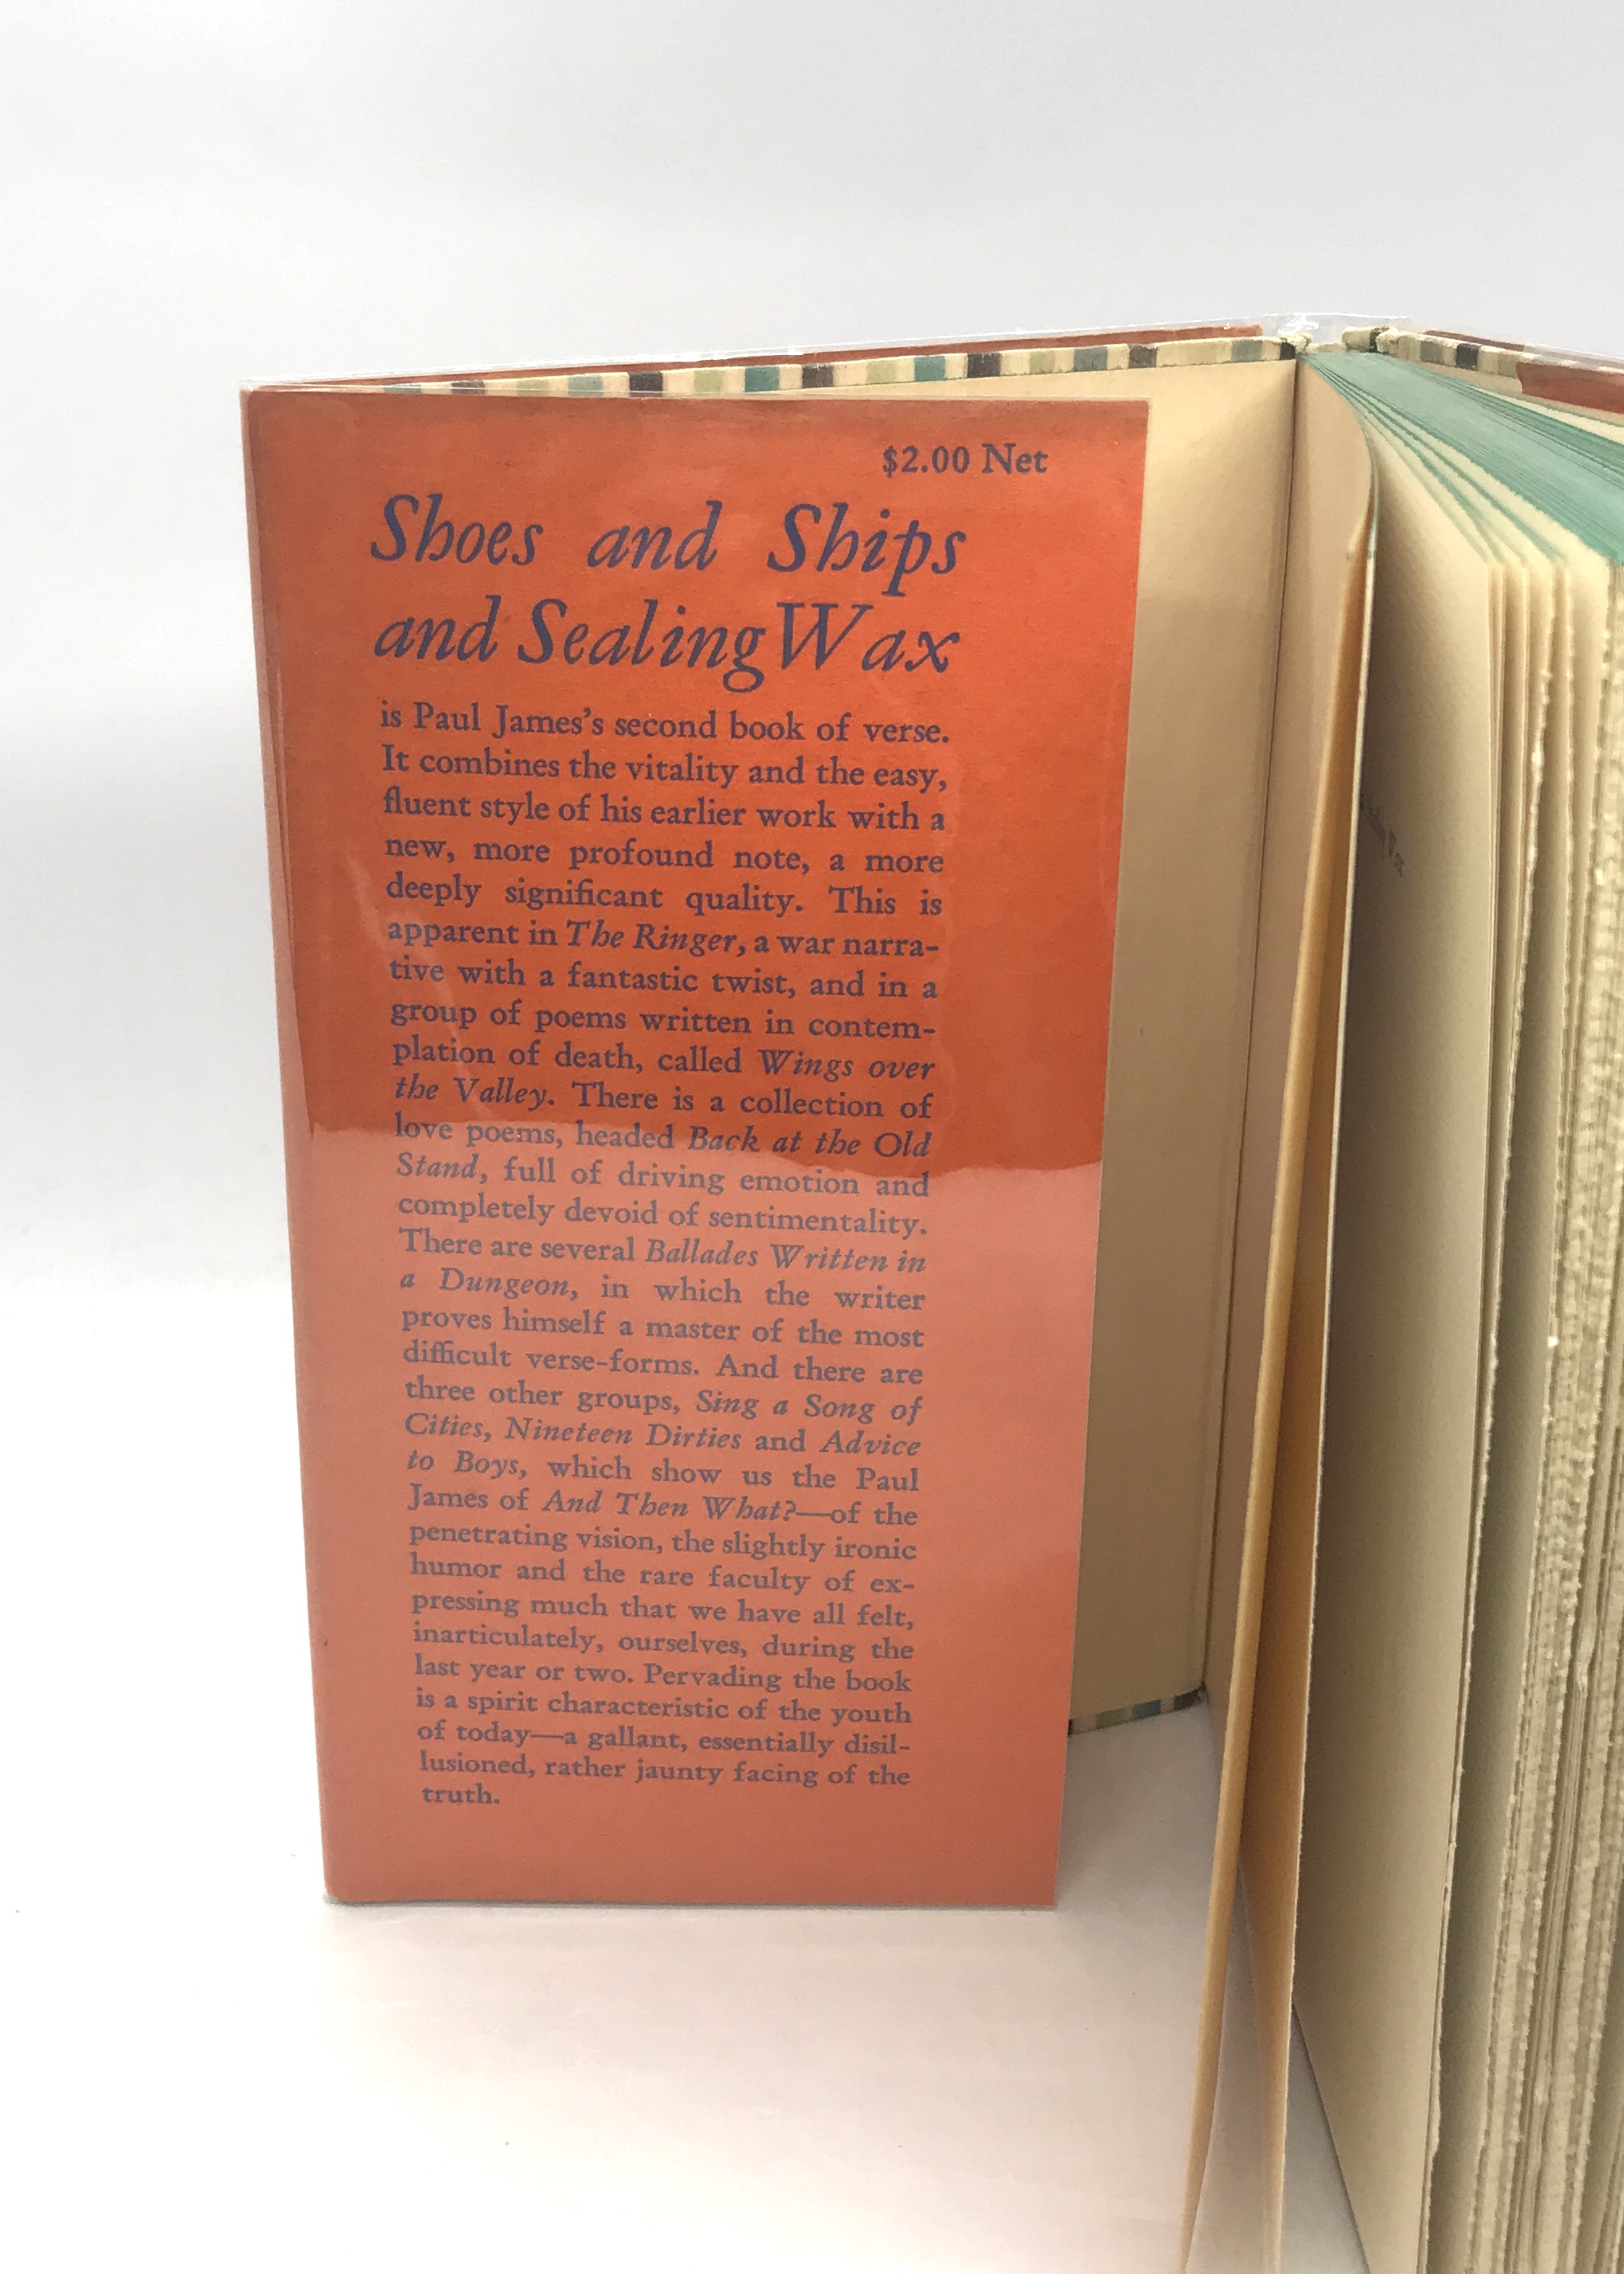 $2.00 Net
Shoes and Ships
and Sealing Wax
is Paul James's second book of verse.
It combines the vitality and the easy,
fluent style of his earlier work with a
new, more profound note, a more
deeply significant quality. This is
apparent in The Ringer, a war narra-
tive with a fantastic twist, and in a
group of poems written in contem-
plation of death, called Wings over
the Valley. There is a collection of
love poems, headed Back at the Old
Stand, full of driving emotion and
completely devoid of sentimentality.
There are several Ballades Written in
a Dungeon, in which the writer
proves himself a master of the most
difficult verse-forms. And there are
three other groups, Sing a Song of
Cities, Nineteen Dirties and Advice
to Boys, which show us the Paul
James of And Then What?—of the
penetrating vision, the slightly ironic
humor and the rare faculty of ex-
pressing much that we have all felt,
inarticulately, ourselves, during the
last year or two. Pervading the book
is a spirit characteristic of the youth
of today—a gallant, essentially disil-
lusioned, rather jaunty facing of the
truth.